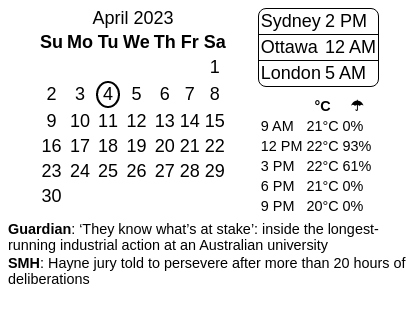 April 2023
Su Mo Tu We Th Fr Sa
1
2 3 4 5 6 7 8
9 10 11 12 13 14 15
16 17 18 19 20 21 22
23 24 25 26 27 28 29
30
Sydney 2 PM
Ottawa 12 AM
London 5 AM
°C ☂
9 AM 21°C 0%
12 PM 22°C 93%
3 PM 22°C 61%
6 PM 21°C 0%
9 PM 20°C 0%
Guardian: ‘They know what’s at stake’: inside the longest-
running industrial action at an Australian university
SMH: Hayne jury told to persevere after more than 20 hours of
deliberations